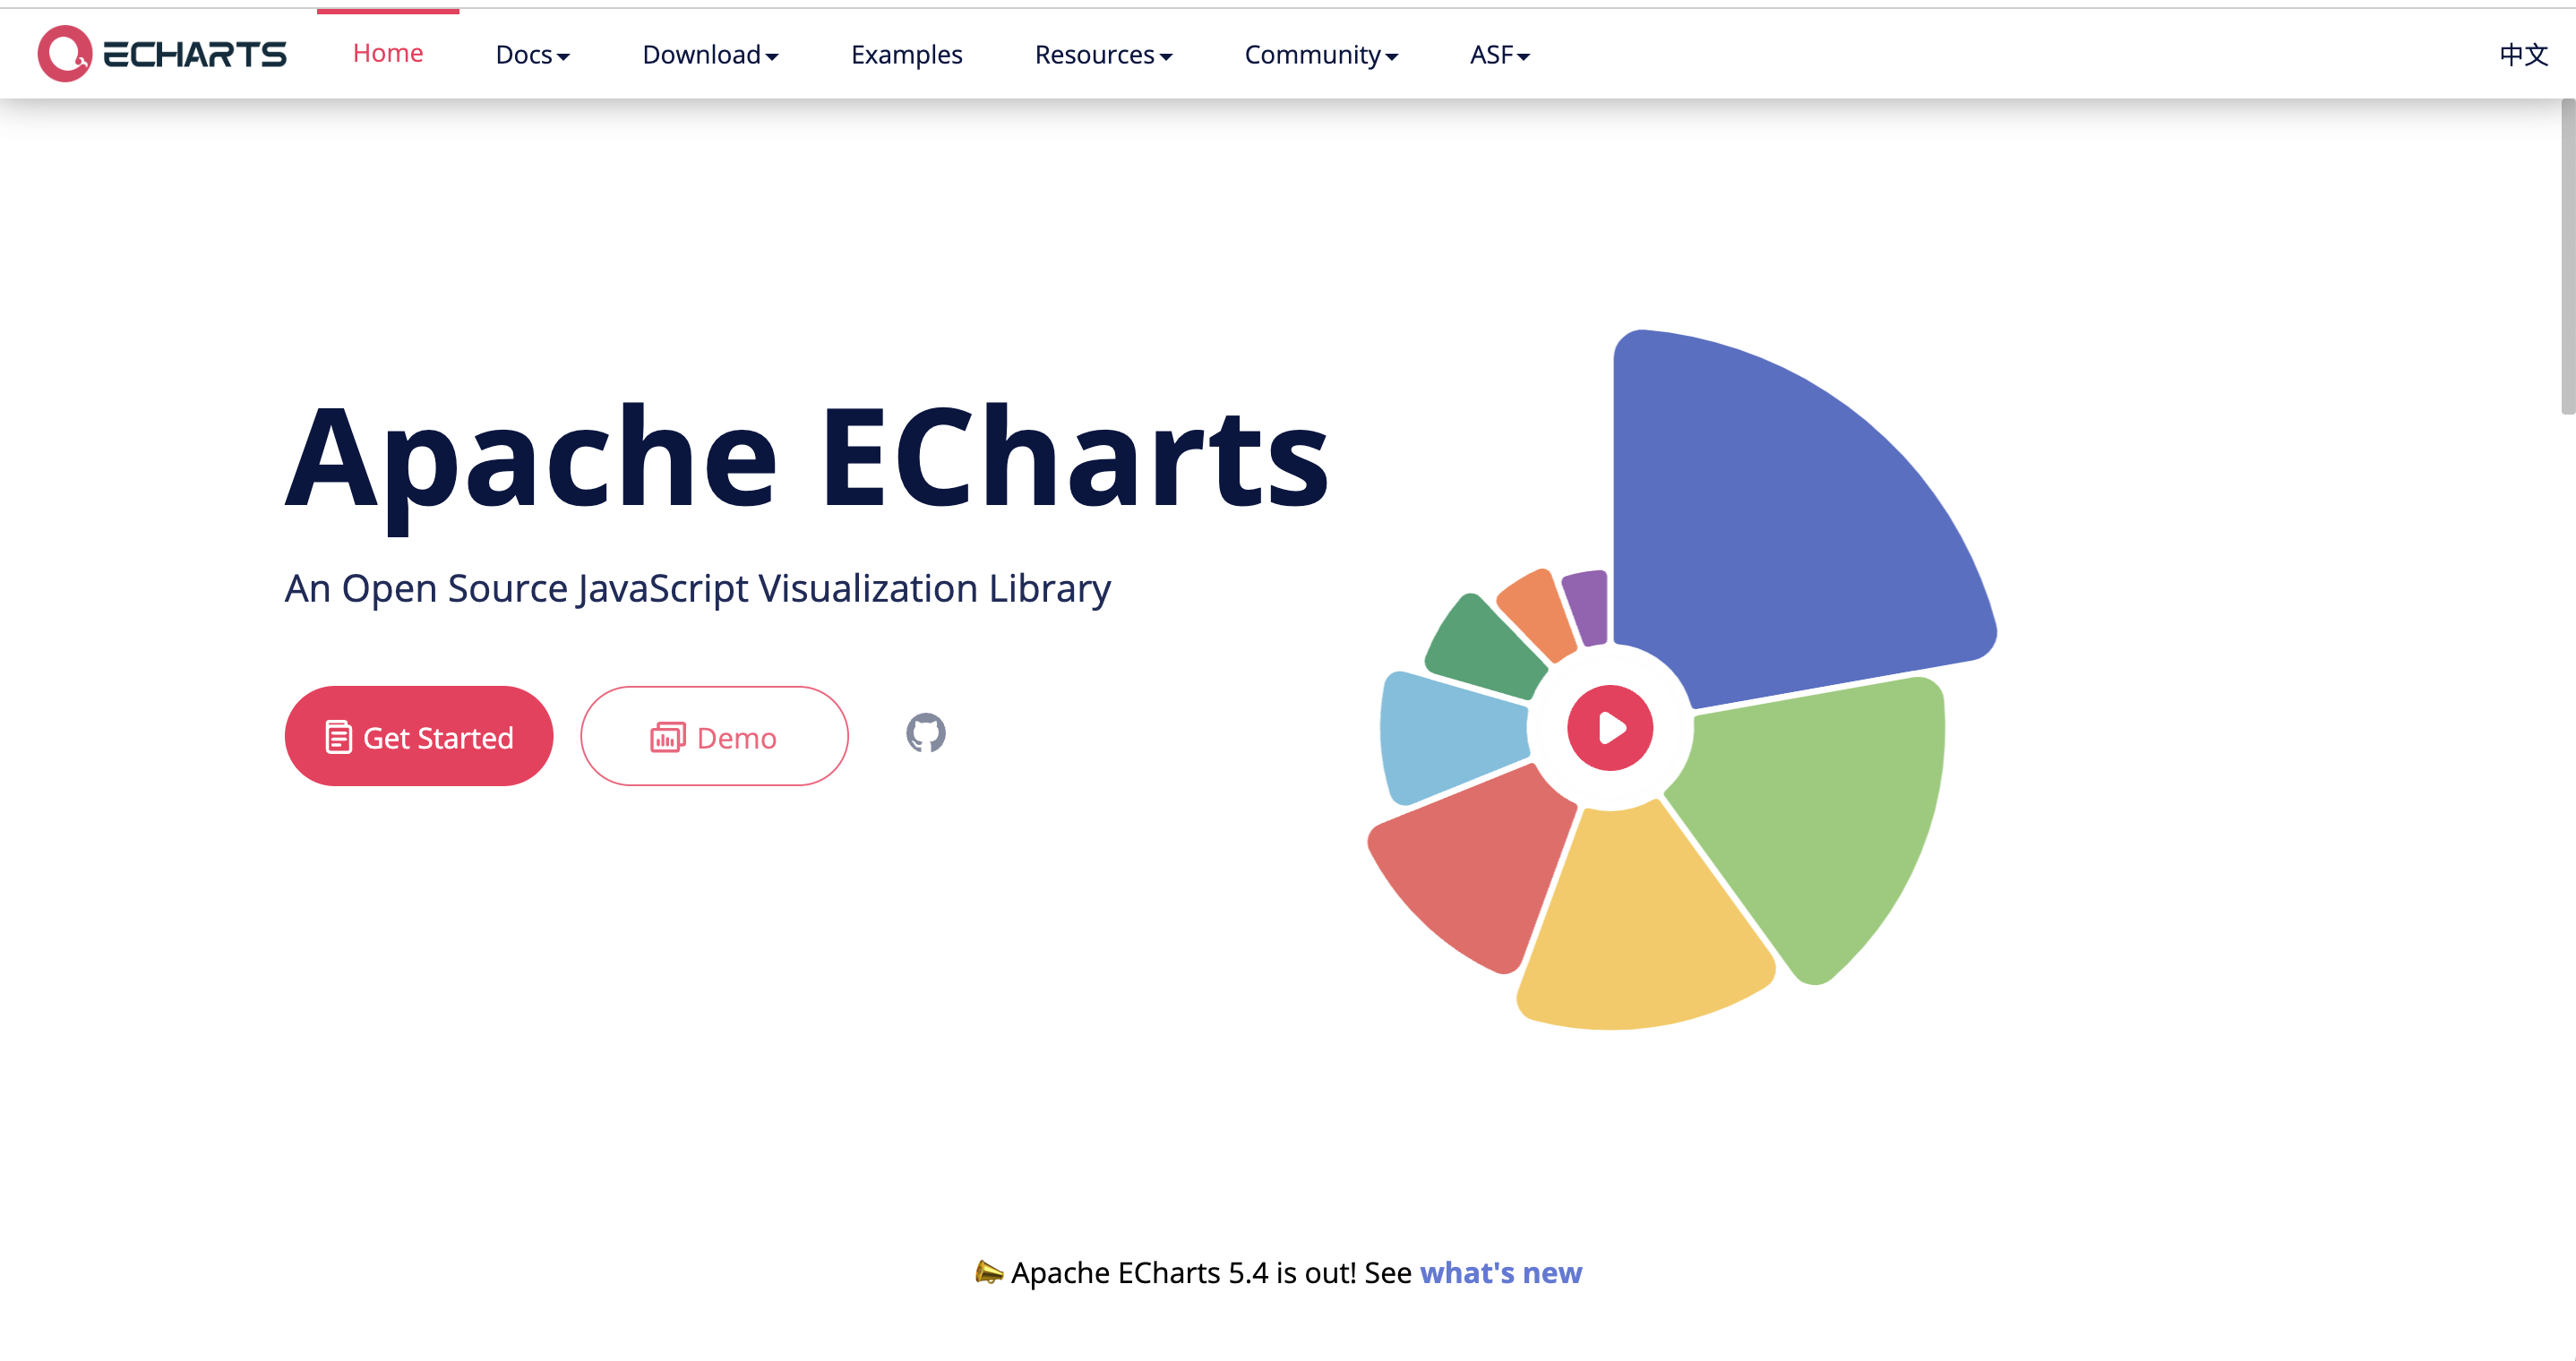 ECHARTS Home Docs Download Examples Resources Community ASF 中文
Apache ECharts
An Open Source JavaScript Visualization Library
Get Started Demo
Apache ECharts 5.4 is out! See what's new